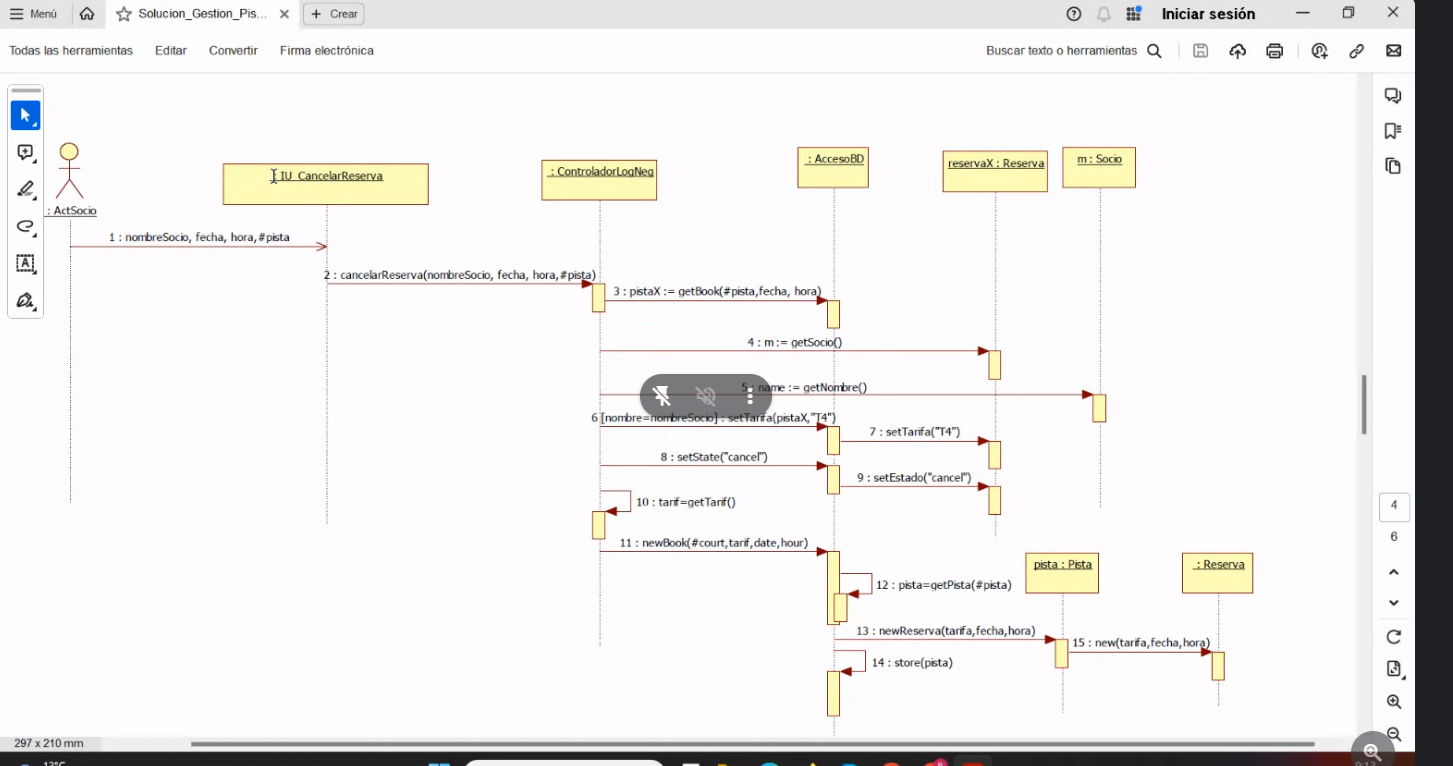 Menú
Solucion_Gestion_Pis...
Crear
Iniciar sesión
Todas las herramientas
Editar
Convertir
Firma electrónica
Buscar texto o herramientas
: ActSocio
: IU_CancelarReserva
: ControladorLogNeg
: AccesoBD
reservaX : Reserva
m : Socio
1 : nombreSocio, fecha, hora,#pista
2 : cancelarReserva(nombreSocio, fecha, hora,#pista)
3 : pistaX := getBook(#pista,fecha, hora)
4 : m := getSocio()
5 : name := getNombre()
6 [nombre=nombreSocio] : setTarifa(pistaX,"T4")
7 : setTarifa("T4")
8 : setState("cancel")
9 : setEstado("cancel")
10 : tarif=getTarif()
11 : newBook(#court,tarif,date,hour)
pista : Pista
: Reserva
12 : pista=getPista(#pista)
13 : newReserva(tarifa,fecha,hora)
15 : new(tarifa,fecha,hora)
14 : store(pista)
4
6
297 x 210 mm
13°C